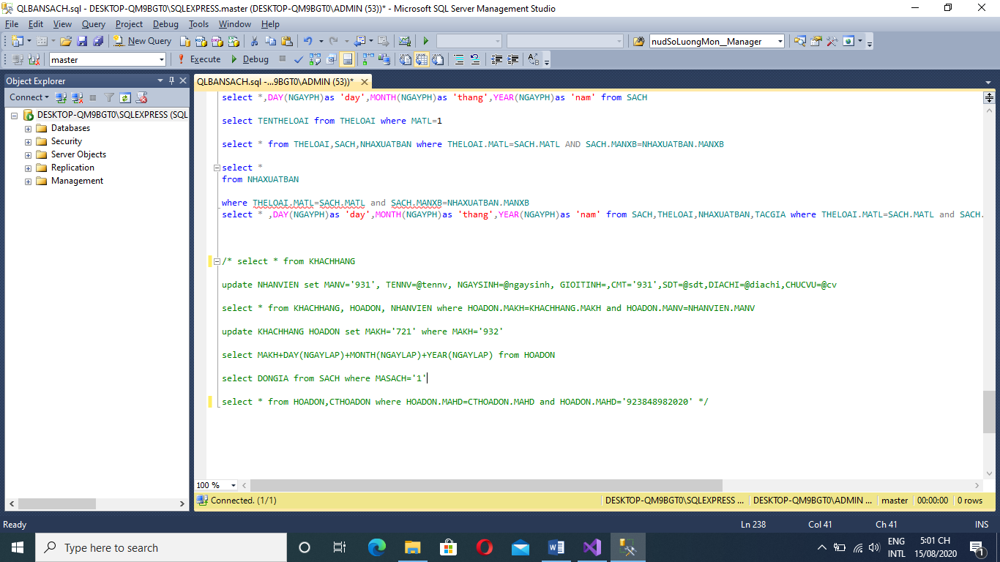 QLBANSACH.sql - DESKTOP-QM9BGT0\SQLEXPRESS.master (DESKTOP-QM9BGT0\ADMIN (53))* - Microsoft SQL Server Management Studio
File Edit View Query Project Debug Tools Window Help
New Query nudSoLuongMon__Manager
master Execute Debug
Object Explorer
QLBANSACH.sql -...9BGT0\ADMIN (53))*
Connect
DESKTOP-QM9BGT0\SQLEXPRESS (SQL
Databases
Security
Server Objects
Replication
Management
select *,DAY(NGAYPH)as 'day',MONTH(NGAYPH)as 'thang',YEAR(NGAYPH)as 'nam' from SACH
select TENTHELOAI from THELOAI where MATL=1
select * from THELOAI,SACH,NHAXUATBAN where THELOAI.MATL=SACH.MATL AND SACH.MANXB=NHAXUATBAN.MANXB
select *
from NHAXUATBAN
where THELOAI.MATL=SACH.MATL and SACH.MANXB=NHAXUATBAN.MANXB
select * ,DAY(NGAYPH)as 'day',MONTH(NGAYPH)as 'thang',YEAR(NGAYPH)as 'nam' from SACH,THELOAI,NHAXUATBAN,TACGIA where THELOAI.MATL=SACH.MATL and SACH.
/* select * from KHACHHANG
update NHANVIEN set MANV='931', TENNV=@tennv, NGAYSINH=@ngaysinh, GIOITINH=,CMT='931',SDT=@sdt,DIACHI=@diachi,CHUCVU=@cv
select * from KHACHHANG, HOADON, NHANVIEN where HOADON.MAKH=KHACHHANG.MAKH and HOADON.MANV=NHANVIEN.MANV
update KHACHHANG HOADON set MAKH='721' where MAKH='932'
select MAKH+DAY(NGAYLAP)+MONTH(NGAYLAP)+YEAR(NGAYLAP) from HOADON
select DONGIA from SACH where MASACH='1'
select * from HOADON,CTHOADON where HOADON.MAHD=CTHOADON.MAHD and HOADON.MAHD='923848982020' */
100 %
Connected. (1/1) DESKTOP-QM9BGT0\SQLEXPRESS ... DESKTOP-QM9BGT0\ADMIN ... master 00:00:00 0 rows
Ready Ln 238 Col 41 Ch 41 INS
Type here to search
ENG
INTL
5:01 CH
15/08/2020
1